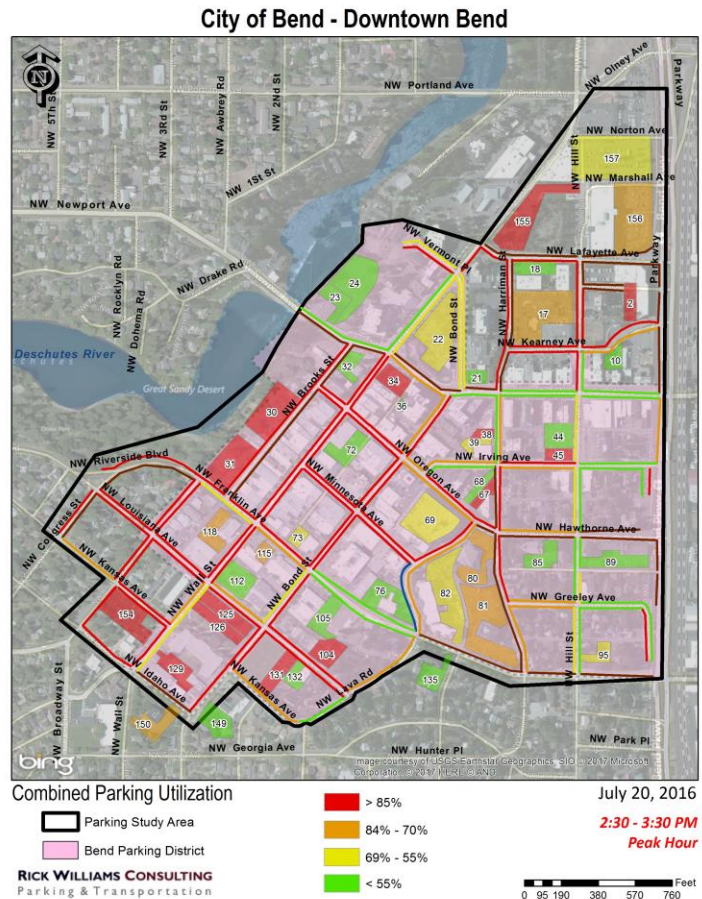 City of Bend - Downtown Bend
N
NW Olney Ave
Parkway
NW Portland Ave
NW 5Th St
NW 3Rd St
NW Awbrey Rd
NW 2Nd St
NW Hill St
NW Norton Ave
157
NW 1St St
NW Marshall Ave
NW Newport Ave
155
156
NW Vermont Pl
NW Lafayette Ave
Parkway
NW Drake Rd
24
23
18
NW Harriman St
2
NW Rocklyn Rd
NW Dohema Rd
NW Bond St
17
22
NW Kearney Ave
Deschutes River
10
NW Brooks St
32
34
21
Great Sandy Desert
36
30
38
39
44
72
NW Irving Ave
45
NW Riverside Blvd
31
NW Oregon Ave
68
67
NW Minnesota Ave
NW Franklin Ave
NW Congress St
NW Louisiana Ave
69
NW Hawthorne Ave
118
73
115
85
89
NW Kansas Ave
NW Wall St
112
NW Bond St
76
82
80
81
NW Greeley Ave
154
125
126
105
NW Hill St
104
95
129
131
132
NW Idaho Ave
NW Kansas Ave
NW Lava Rd
135
NW Broadway St
NW Wall St
150
149
NW Georgia Ave
NW Hunter Pl
NW Park Pl
bing
Combined Parking Utilization
Parking Study Area
Bend Parking District
RICK WILLIAMS CONSULTING
Parking & Transportation
> 85%
84% - 70%
69% - 55%
< 55%
July 20, 2016
2:30 - 3:30 PM
Peak Hour
Feet
0 95 190 380 570 760